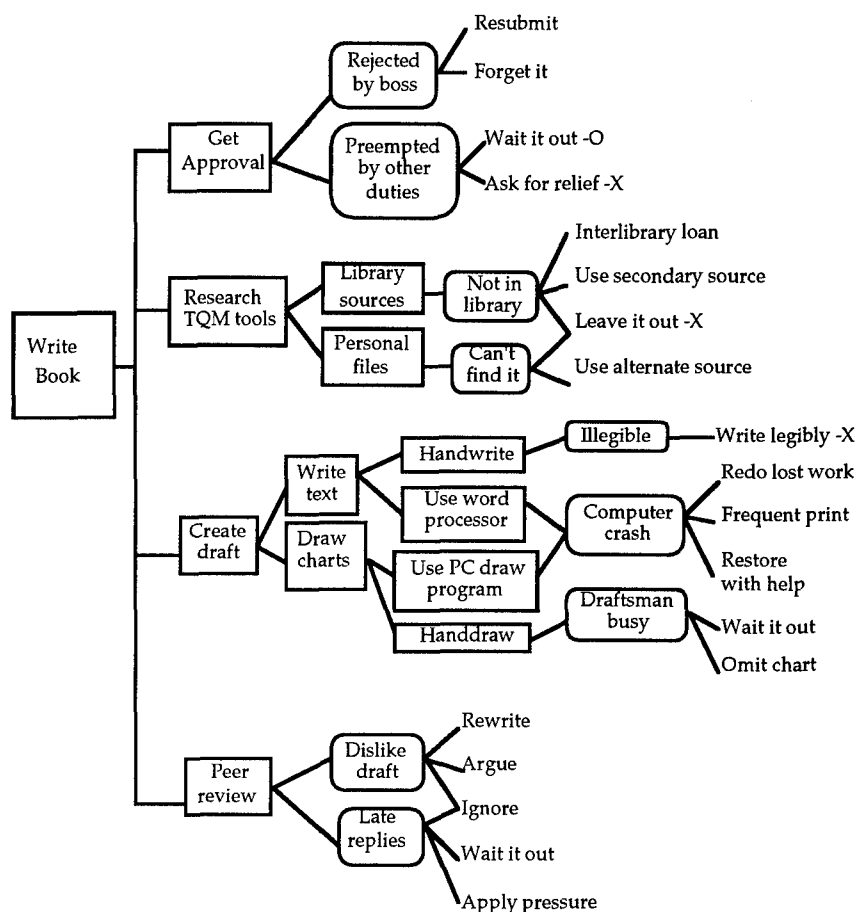 Resubmit
Rejected
by boss
Forget it
Get
Approval
Preempted
by other
duties
Wait it out -O
Ask for relief -X
Interlibrary loan
Research
TQM tools
Library
sources
Not in
library
Use secondary source
Leave it out -X
Personal
files
Can't
find it
Use alternate source
Write
Book
Handwrite
Illegible
Write legibly -X
Write
text
Redo lost work
Use word
processor
Computer
crash
Frequent print
Create
draft
Draw
charts
Use PC draw
program
Restore
with help
Draftsman
busy
Handdraw
Wait it out
Omit chart
Rewrite
Dislike
draft
Argue
Peer
review
Ignore
Late
replies
Wait it out
Apply pressure